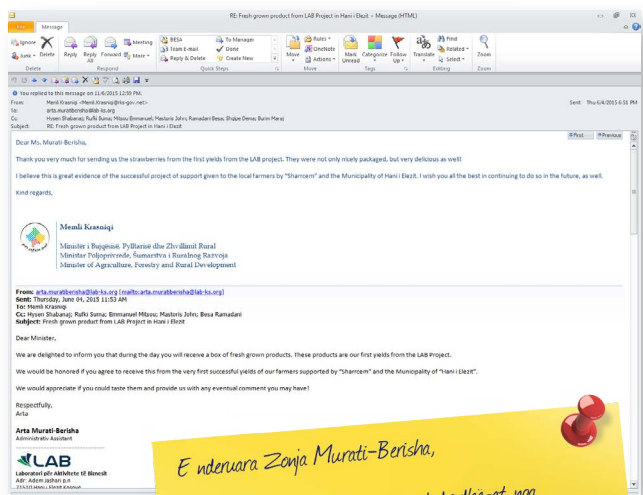 RE: Fresh grown product from LAB Project in Hani i Elezit - Message (HTML)
File
Message
Ignore
Junk
Delete
Reply
Reply All
Forward
Meeting
More
BESA
Team E-mail
Reply & Delete
To Manager
Done
Create New
Move
Rules
OneNote
Actions
Mark Unread
Categorize
Follow Up
Translate
Find
Related
Select
Zoom
Delete
Respond
Quick Steps
Move
Tags
Editing
Zoom
You replied to this message on 11/6/2015 12:59 PM.
From: Memli Krasniqi <Memli.Krasniqi@rks-gov.net>
Sent: Thu 6/4/2015 6:51 PM
To: arta.muratiberisha@lab-ks.org
Cc: Hysen Shabanaj; Rufki Suma; Mitsou Emmanuel; Mastoris John; Ramadani Besa; Shqipe Dema; Burim Maraj
Subject: RE: Fresh grown product from LAB Project in Hani i Elezit
Previous
Dear Ms. Murati-Berisha,
Thank you very much for sending us the strawberries from the first yields from the LAB project. They were not only nicely packaged, but very delicious as well!
I believe this is great evidence of the successful project of support given to the local farmers by “Sharrcem” and the Municipality of Hani i Elezit. I wish you all the best in continuing to do so in the future, as well.
Kind regards,
Memli Krasniqi
Ministër i Bujqësisë, Pylltarisë dhe Zhvillimit Rural
Ministar Poljoprivrede, Šumarstva i Ruralnog Razvoja
Minister of Agriculture, Forestry and Rural Development
From: arta.muratiberisha@lab-ks.org [mailto:arta.muratiberisha@lab-ks.org]
Sent: Thursday, June 04, 2015 11:53 AM
To: Memli Krasniqi
Cc: Hysen Shabanaj; Rufki Suma; Emmanuel Mitsou; Mastoris John; Besa Ramadani
Subject: Fresh grown product from LAB Project in Hani i Elezit
Dear Minister,
We are delighted to inform you that during the day you will receive a box of fresh grown products. These products are our first yields from the LAB Project.
We would be honored if you agree to receive this from the very first successful yields of our farmers supported by “Sharrcem” and the Municipality of “Hani i Elezit”.
We would appreciate if you could taste them and provide us with any eventual comment you may have!
Respectfully,
Arta
Arta Murati-Berisha
Administrativ Assistent
LAB
Laboratori për Aktivitete të Biznesit
Adr: Adem Jashari p.n
E nderuara Zonja Murati-Berisha,